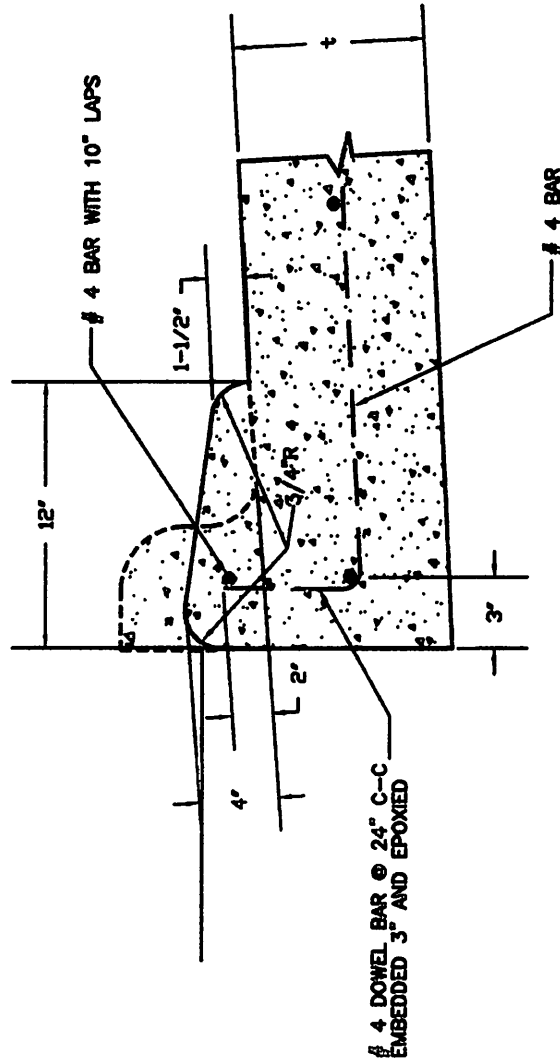 # 4 BAR WITH 10" LAPS
12"
1-1/2"
t
3/4"R
4"
2"
3"
# 4 DOWEL BAR @ 24" C-C
EMBEDDED 3" AND EPOXIED
# 4 BAR